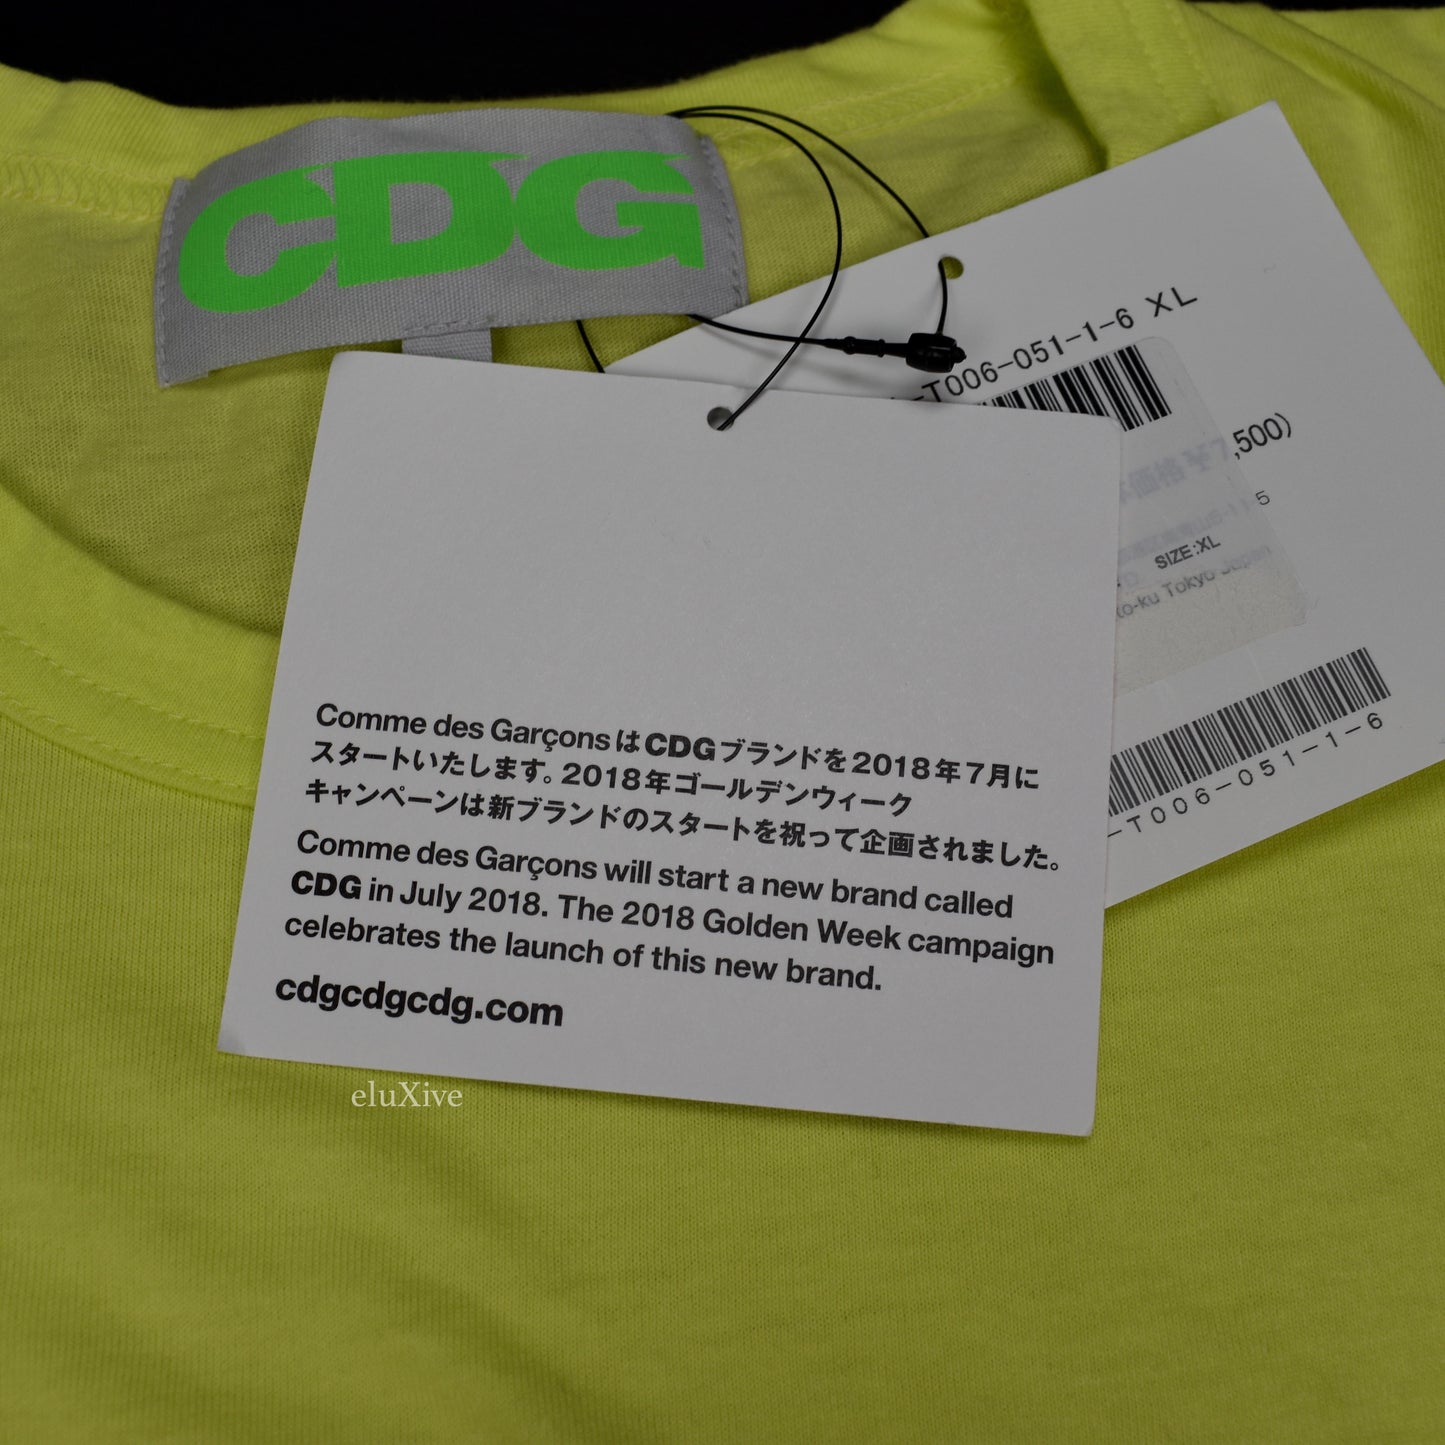 CDG
-T006-051-1-6 XL
,500)
5
SIZE:XL
o-ku Tokyo Japan
-T006-051-1-6
Comme des GarçonsはCDGブランドを2018年7月に
スタートいたします。2018年ゴールデンウィーク
キャンペーンは新ブランドのスタートを祝って企画されました。
Comme des Garçons will start a new brand called
CDG in July 2018. The 2018 Golden Week campaign
celebrates the launch of this new brand.
cdgcdgcdg.com
eluXive